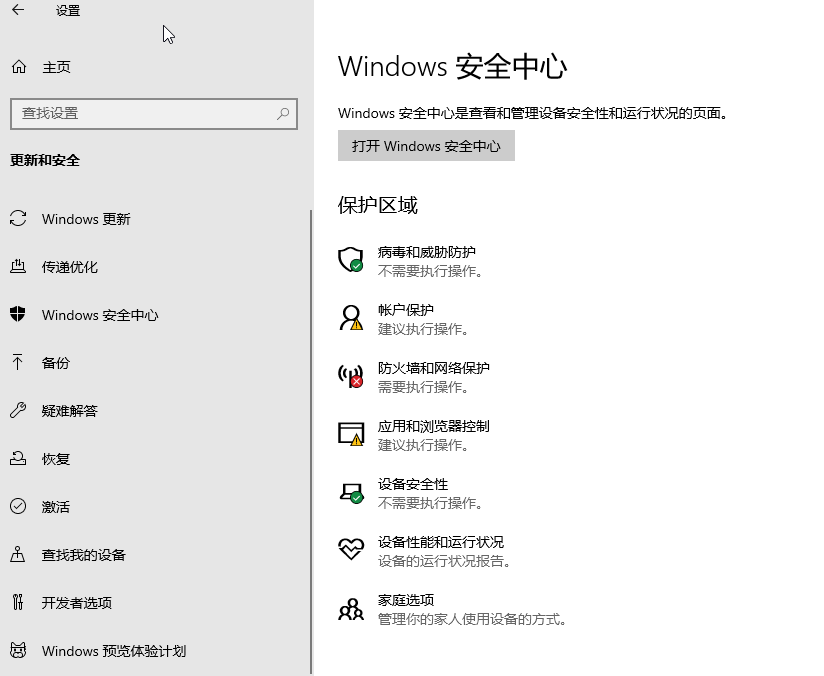 设置
主页
查找设置
更新和安全
Windows 更新
传递优化
Windows 安全中心
备份
疑难解答
恢复
激活
查找我的设备
开发者选项
Windows 预览体验计划
Windows 安全中心
Windows 安全中心是查看和管理设备安全性和运行状况的页面。
打开 Windows 安全中心
保护区域
病毒和威胁防护
不需要执行操作。
帐户保护
建议执行操作。
防火墙和网络保护
需要执行操作。
应用和浏览器控制
建议执行操作。
设备安全性
不需要执行操作。
设备性能和运行状况
设备的运行状况报告。
家庭选项
管理你的家人使用设备的方式。